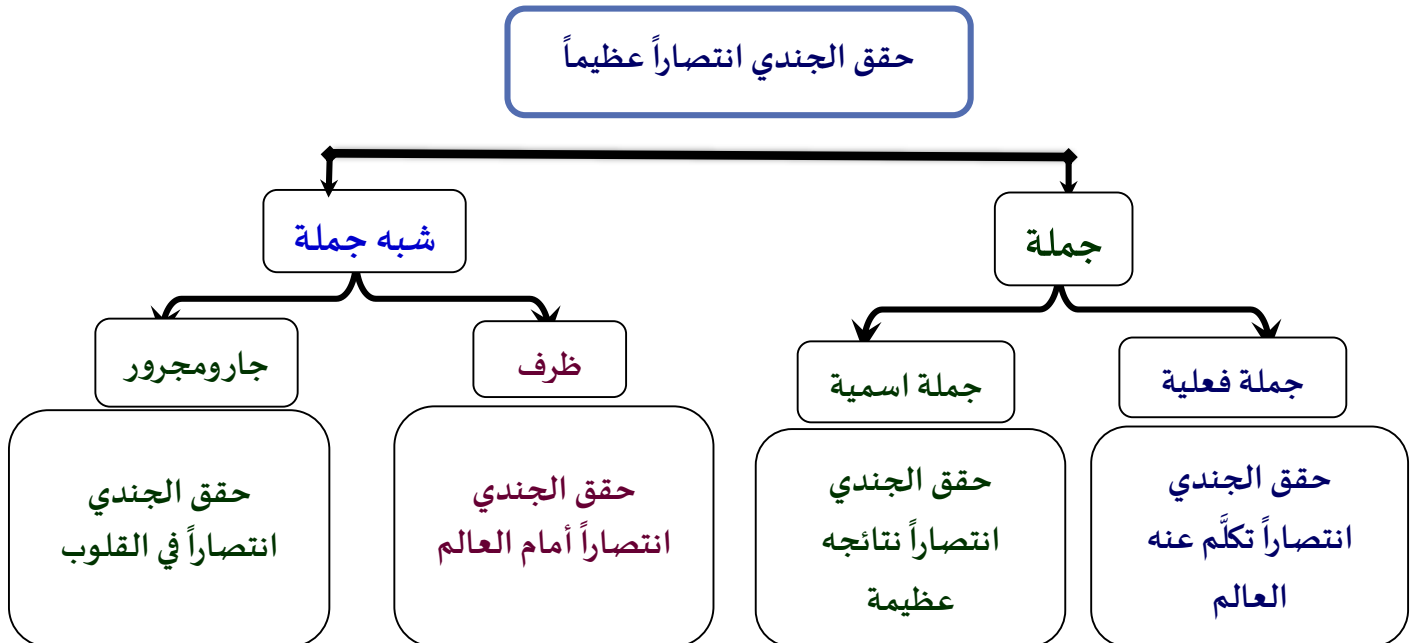 حقق الجندي انتصاراً عظيماً
جملة
شبه جملة
جملة فعلية
جملة اسمية
ظرف
جارومجرور
حقق الجندي
انتصاراً تكلَّم عنه
العالم
حقق الجندي
انتصاراً نتائجه
عظيمة
حقق الجندي
انتصاراً أمام العالم
حقق الجندي
انتصاراً في القلوب